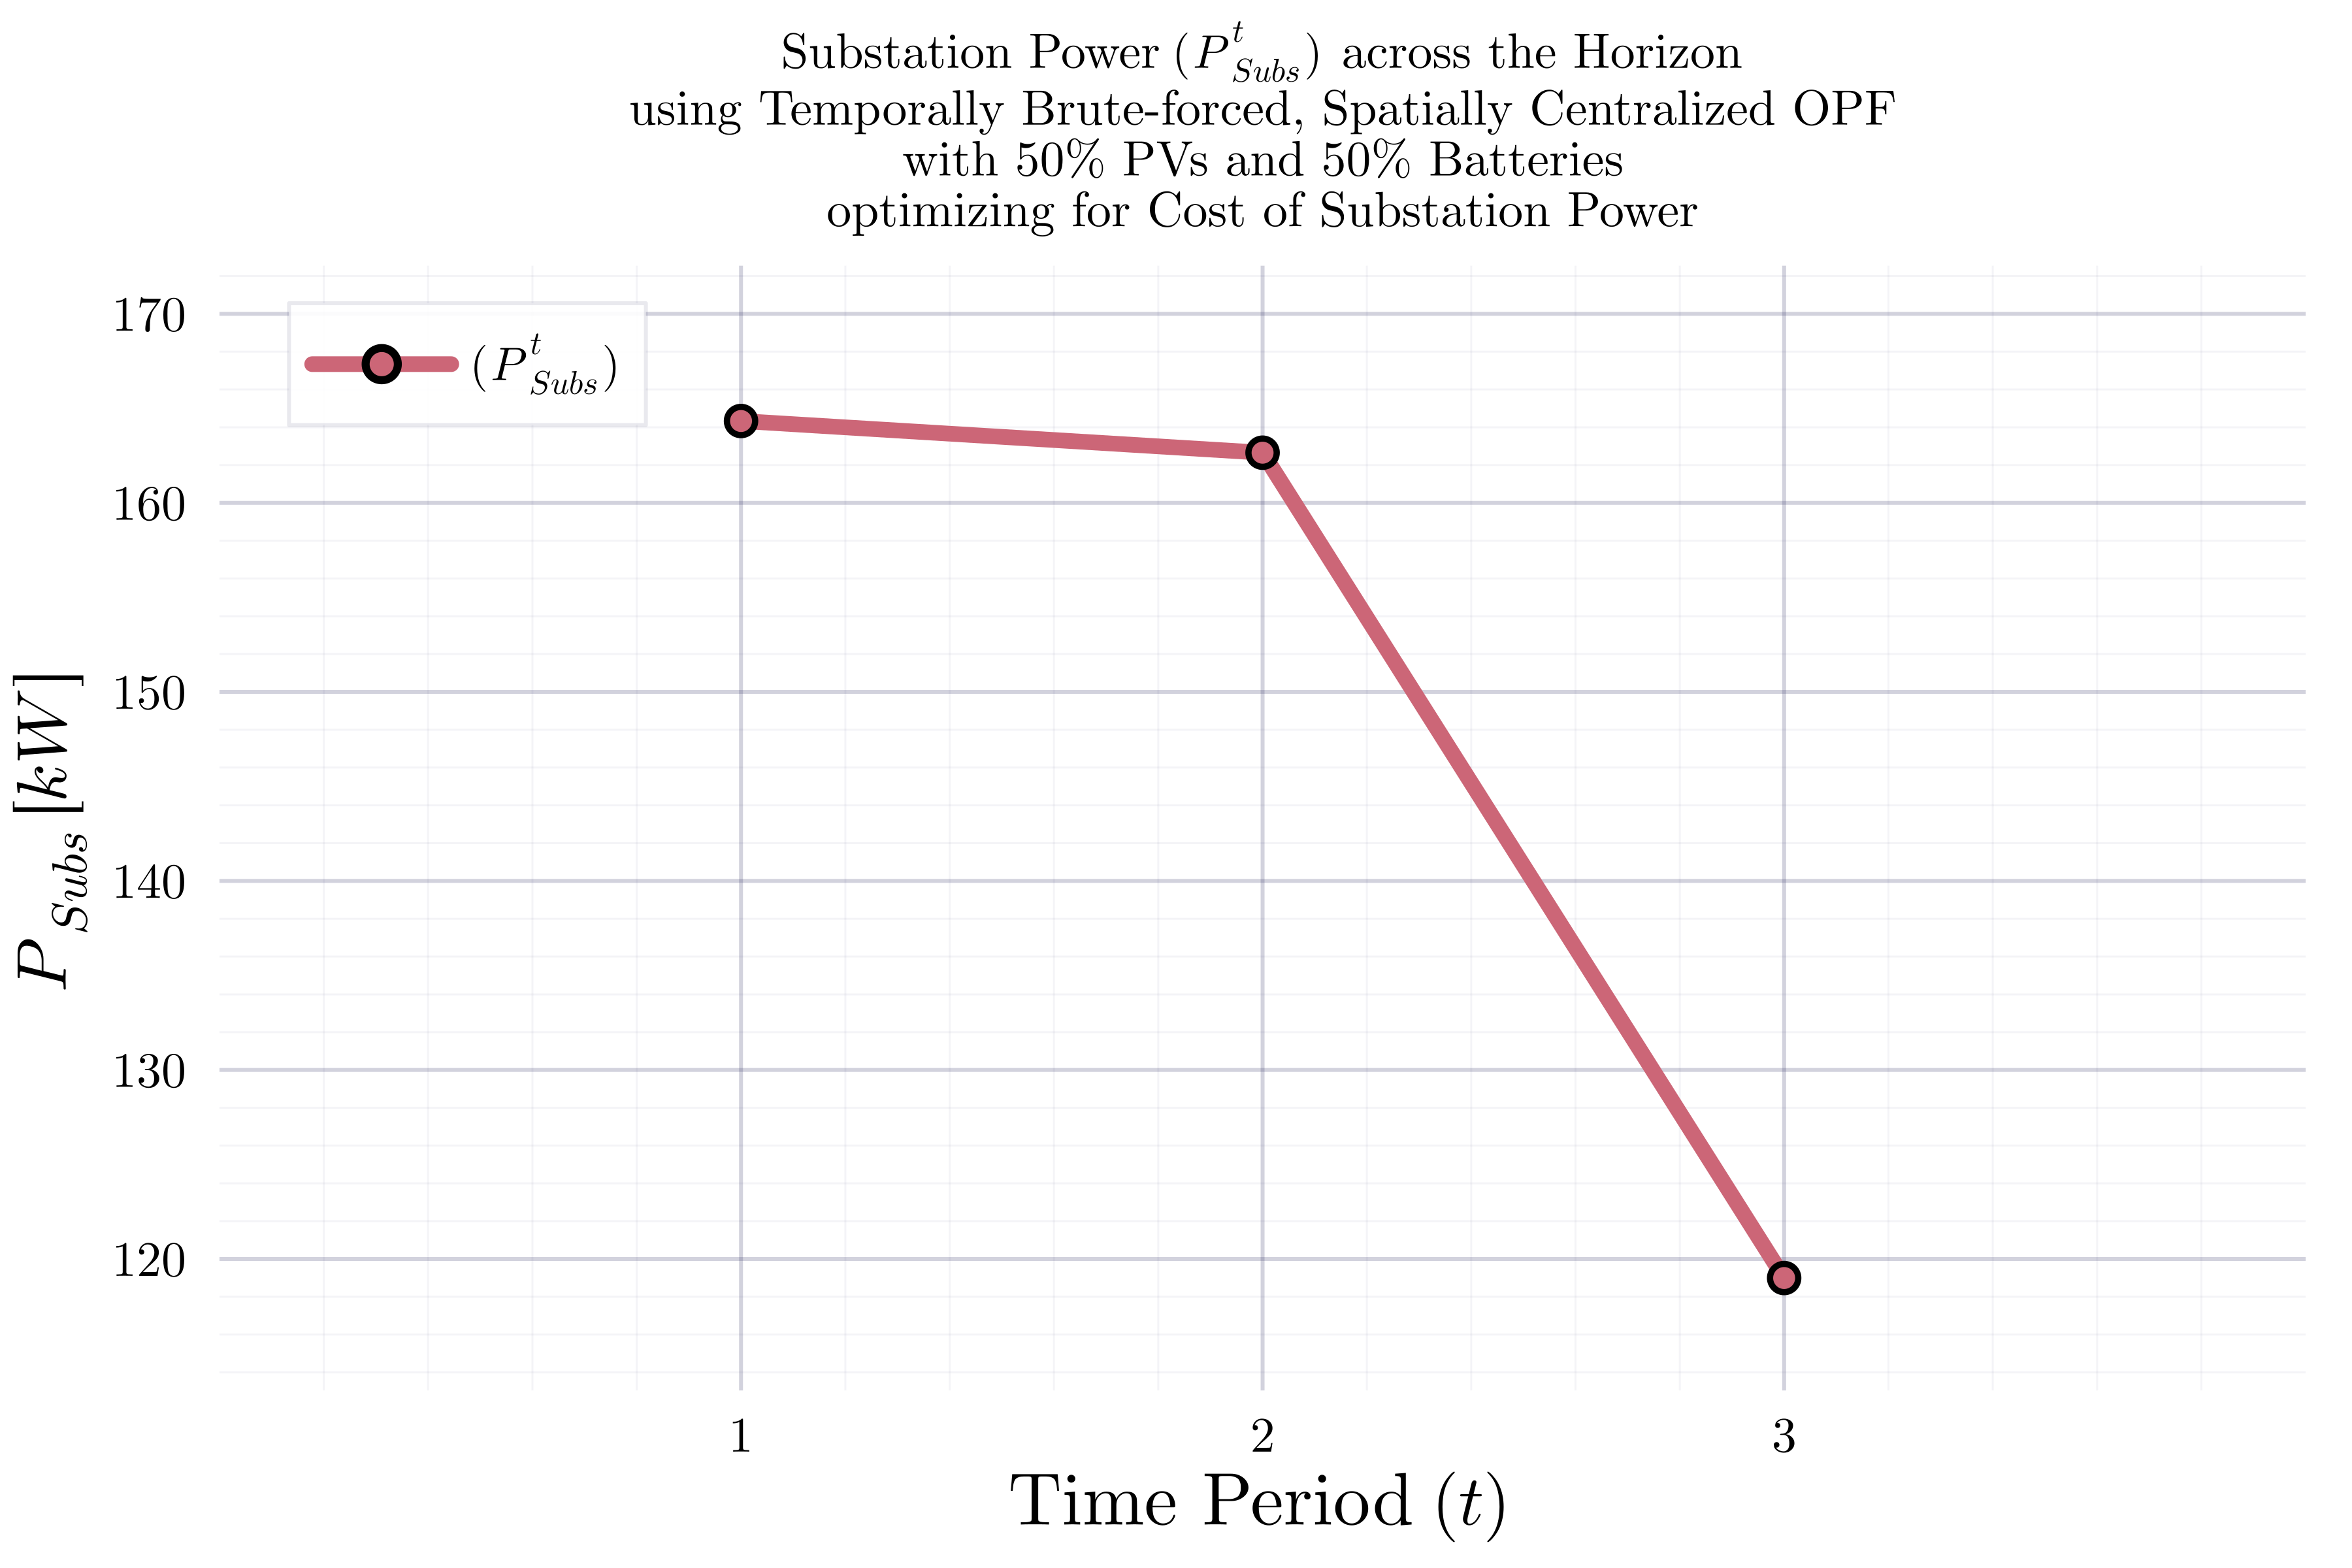 Substation Power (P^t_Subs) across the Horizon
using Temporally Brute-forced, Spatially Centralized OPF
with 50% PVs and 50% Batteries
optimizing for Cost of Substation Power
(P^t_Subs)
170
160
150
140
130
120
P_Subs [kW]
1 2 3
Time Period (t)